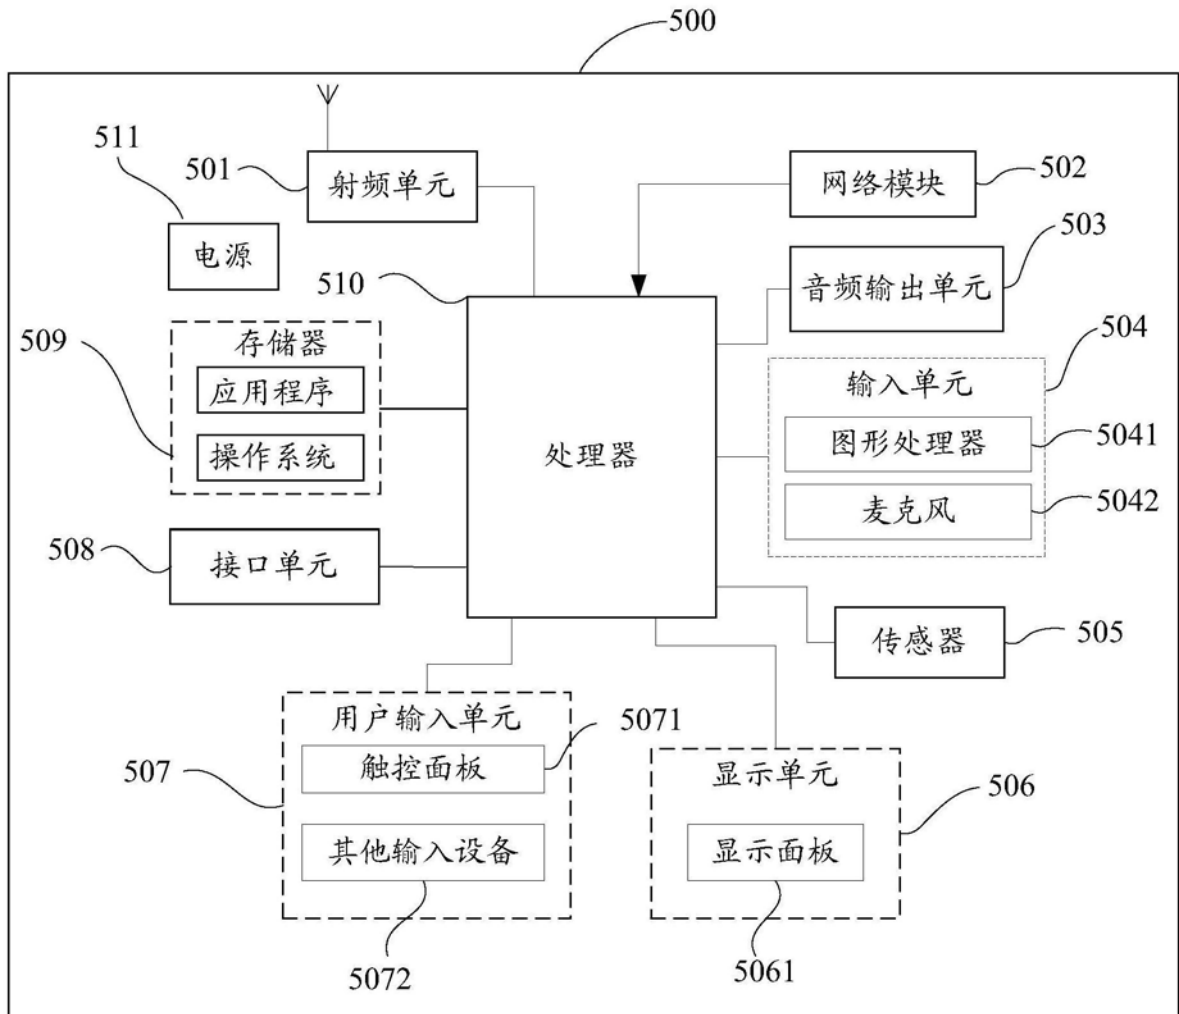 500
511
501
射频单元
网络模块
502
电源
510
音频输出单元
503
509
存储器
应用程序
操作系统
处理器
504
输入单元
图形处理器
5041
麦克风
5042
508
接口单元
传感器
505
507
用户输入单元
5071
触控面板
其他输入设备
5072
显示单元
506
显示面板
5061